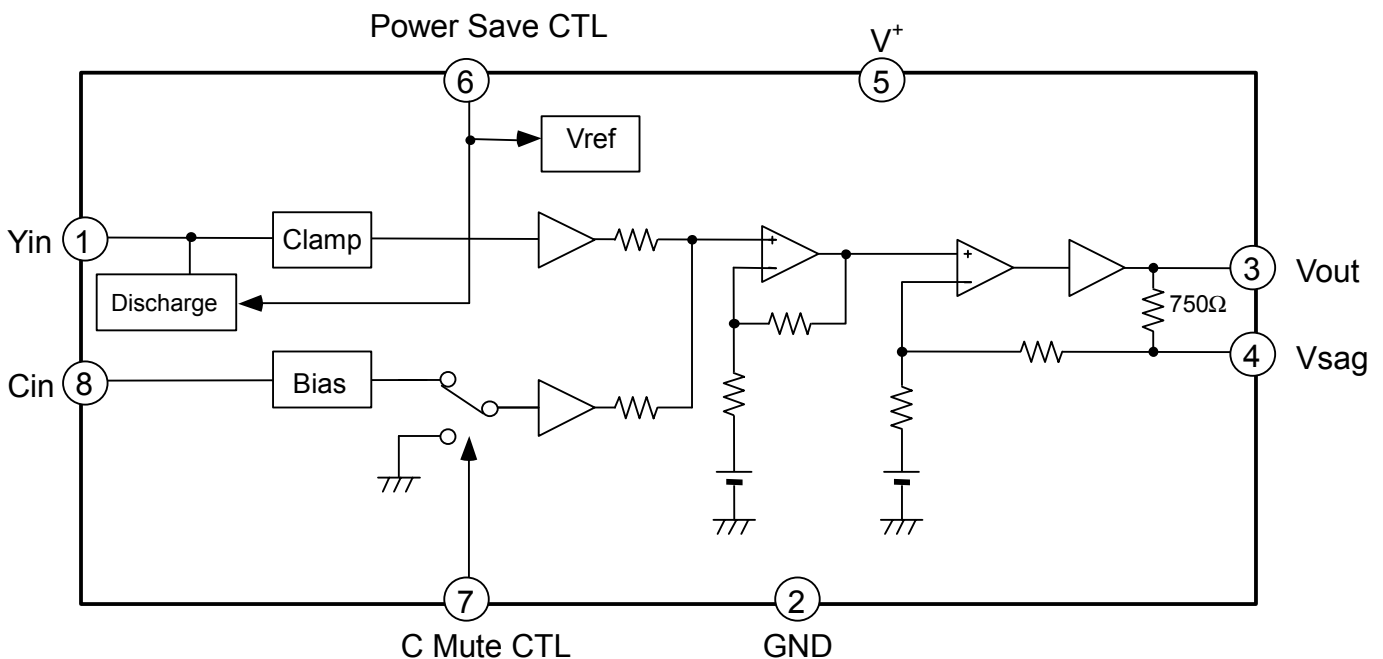 Power Save CTL
V+
6
5
Vref
Yin 1
Clamp
3 Vout
Discharge
750Ω
4 Vsag
Cin 8
Bias
7
2
C Mute CTL
GND